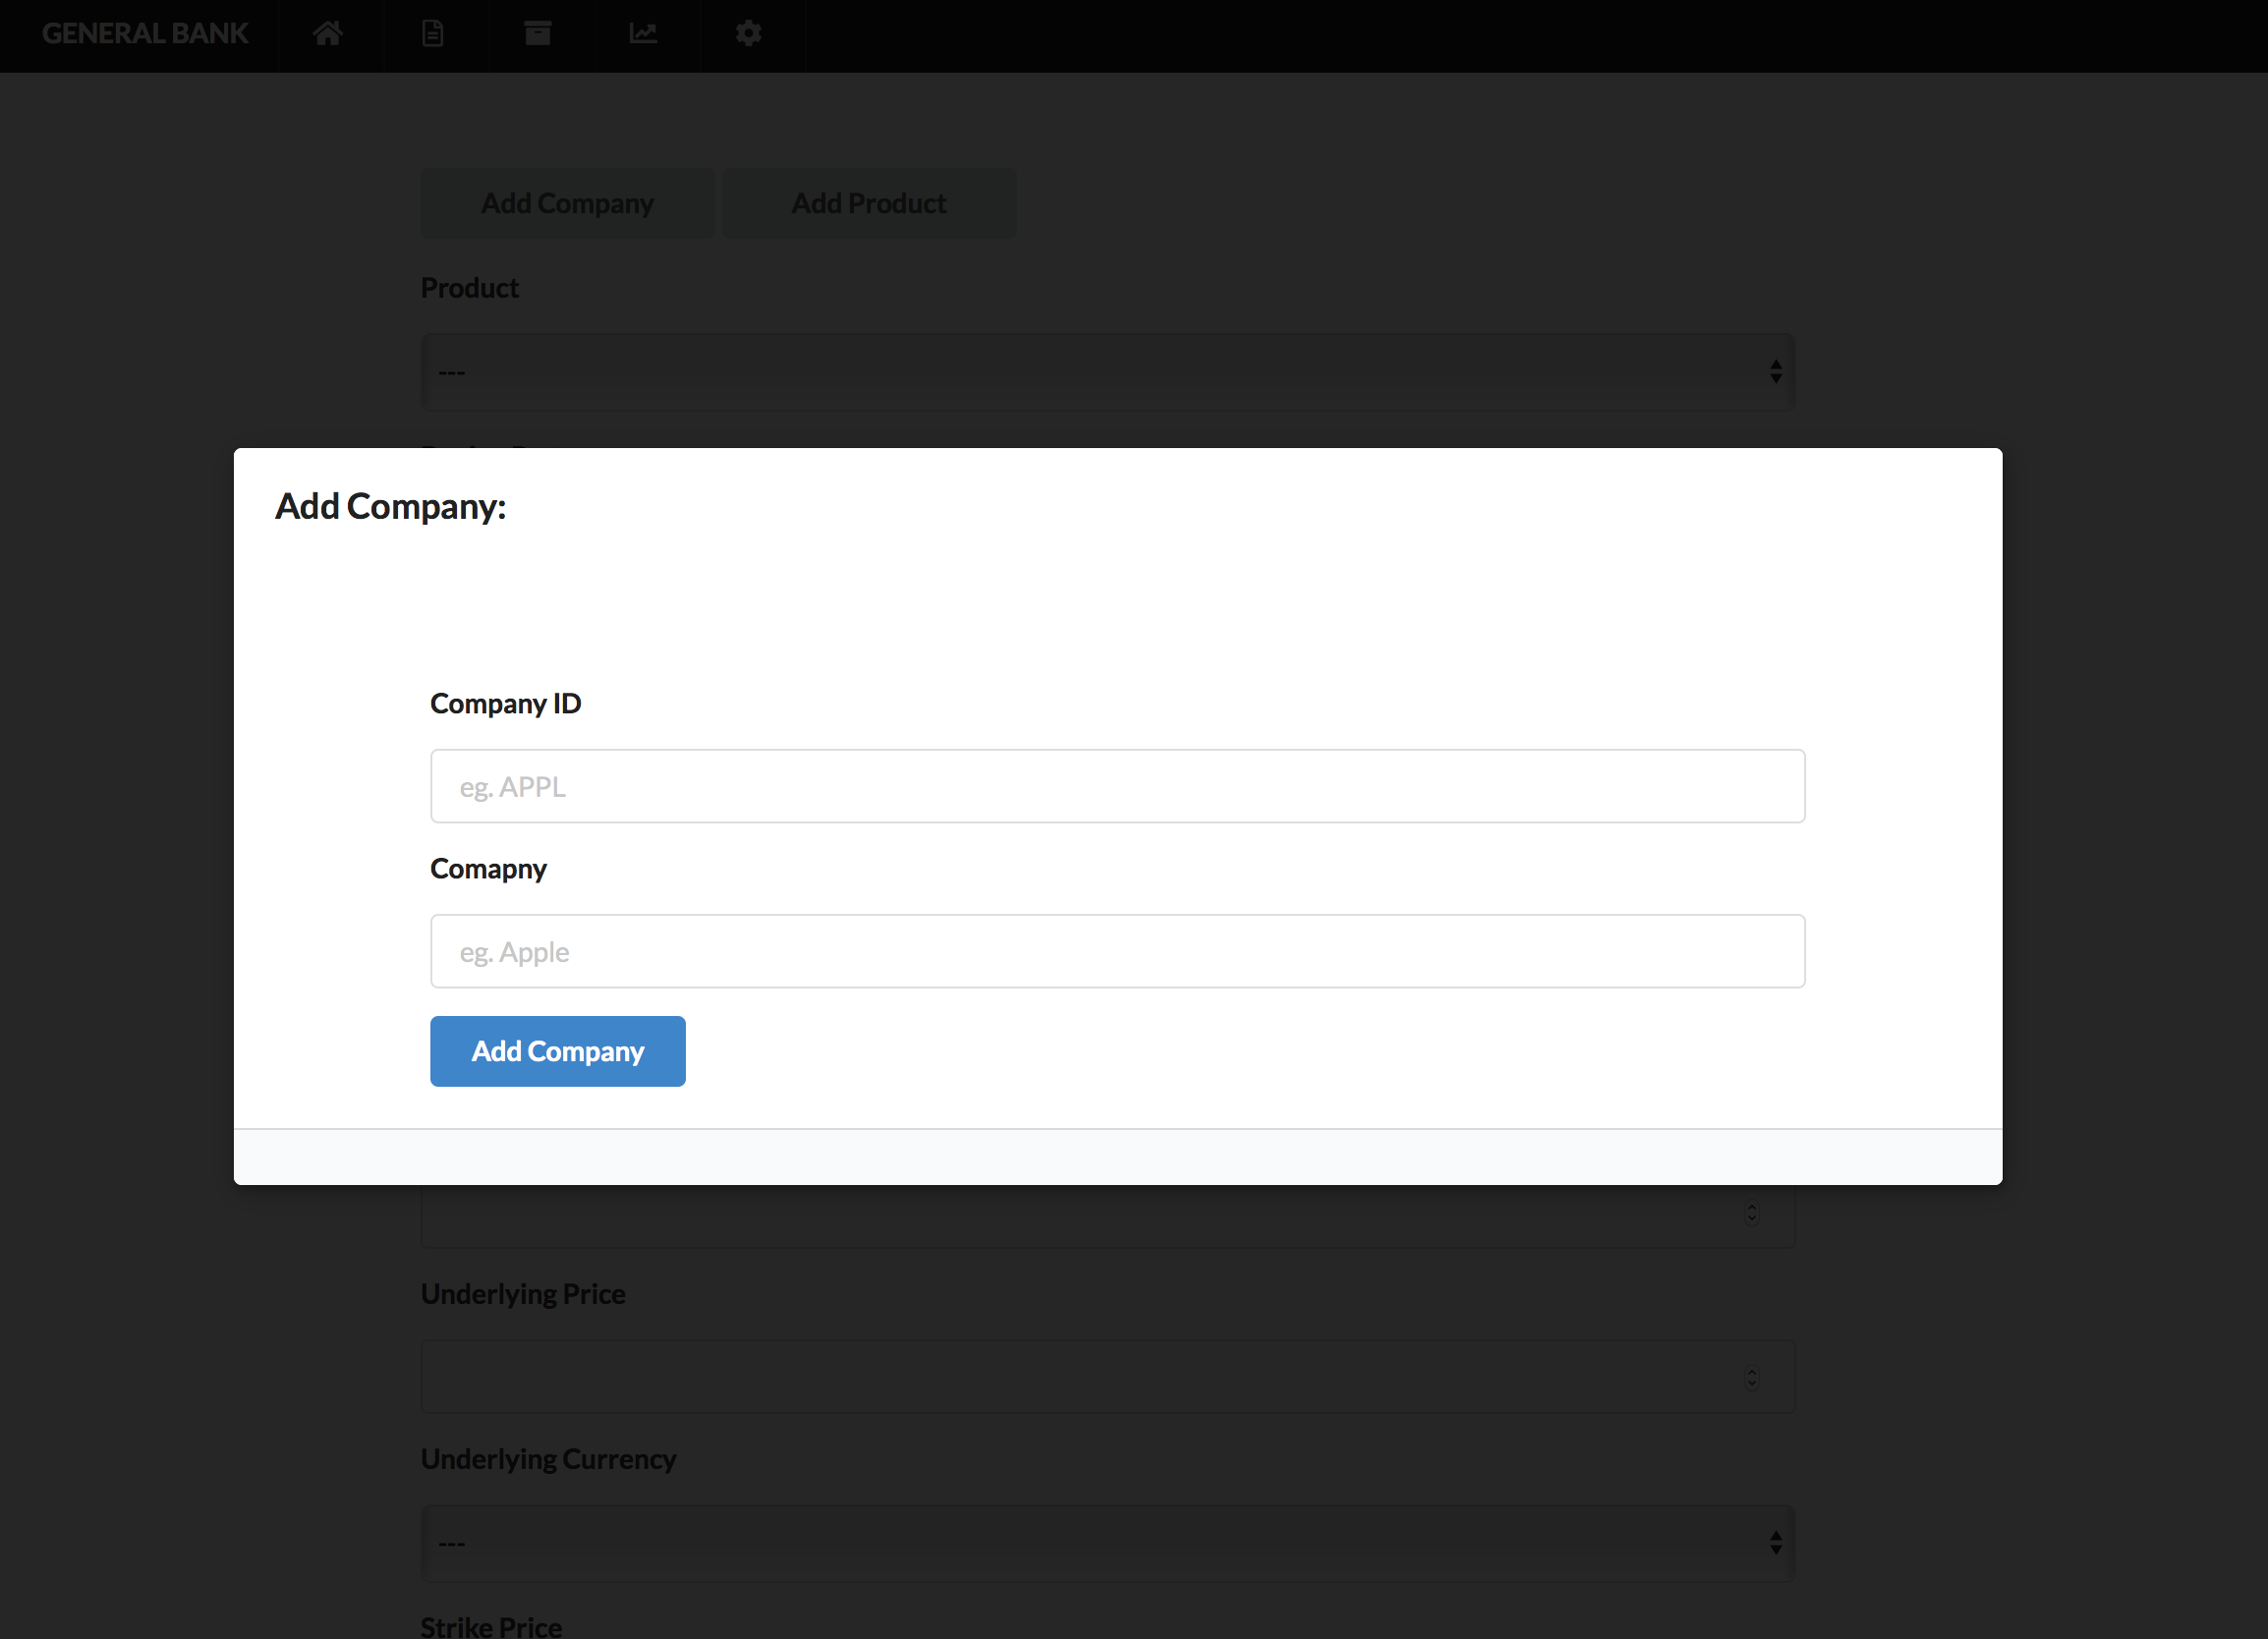 GENERAL BANK
Add Company Add Product
Product
---
Add Company:
Company ID
eg. APPL
Comapny
eg. Apple
Add Company
Underlying Price
Underlying Currency
---
Strike Price